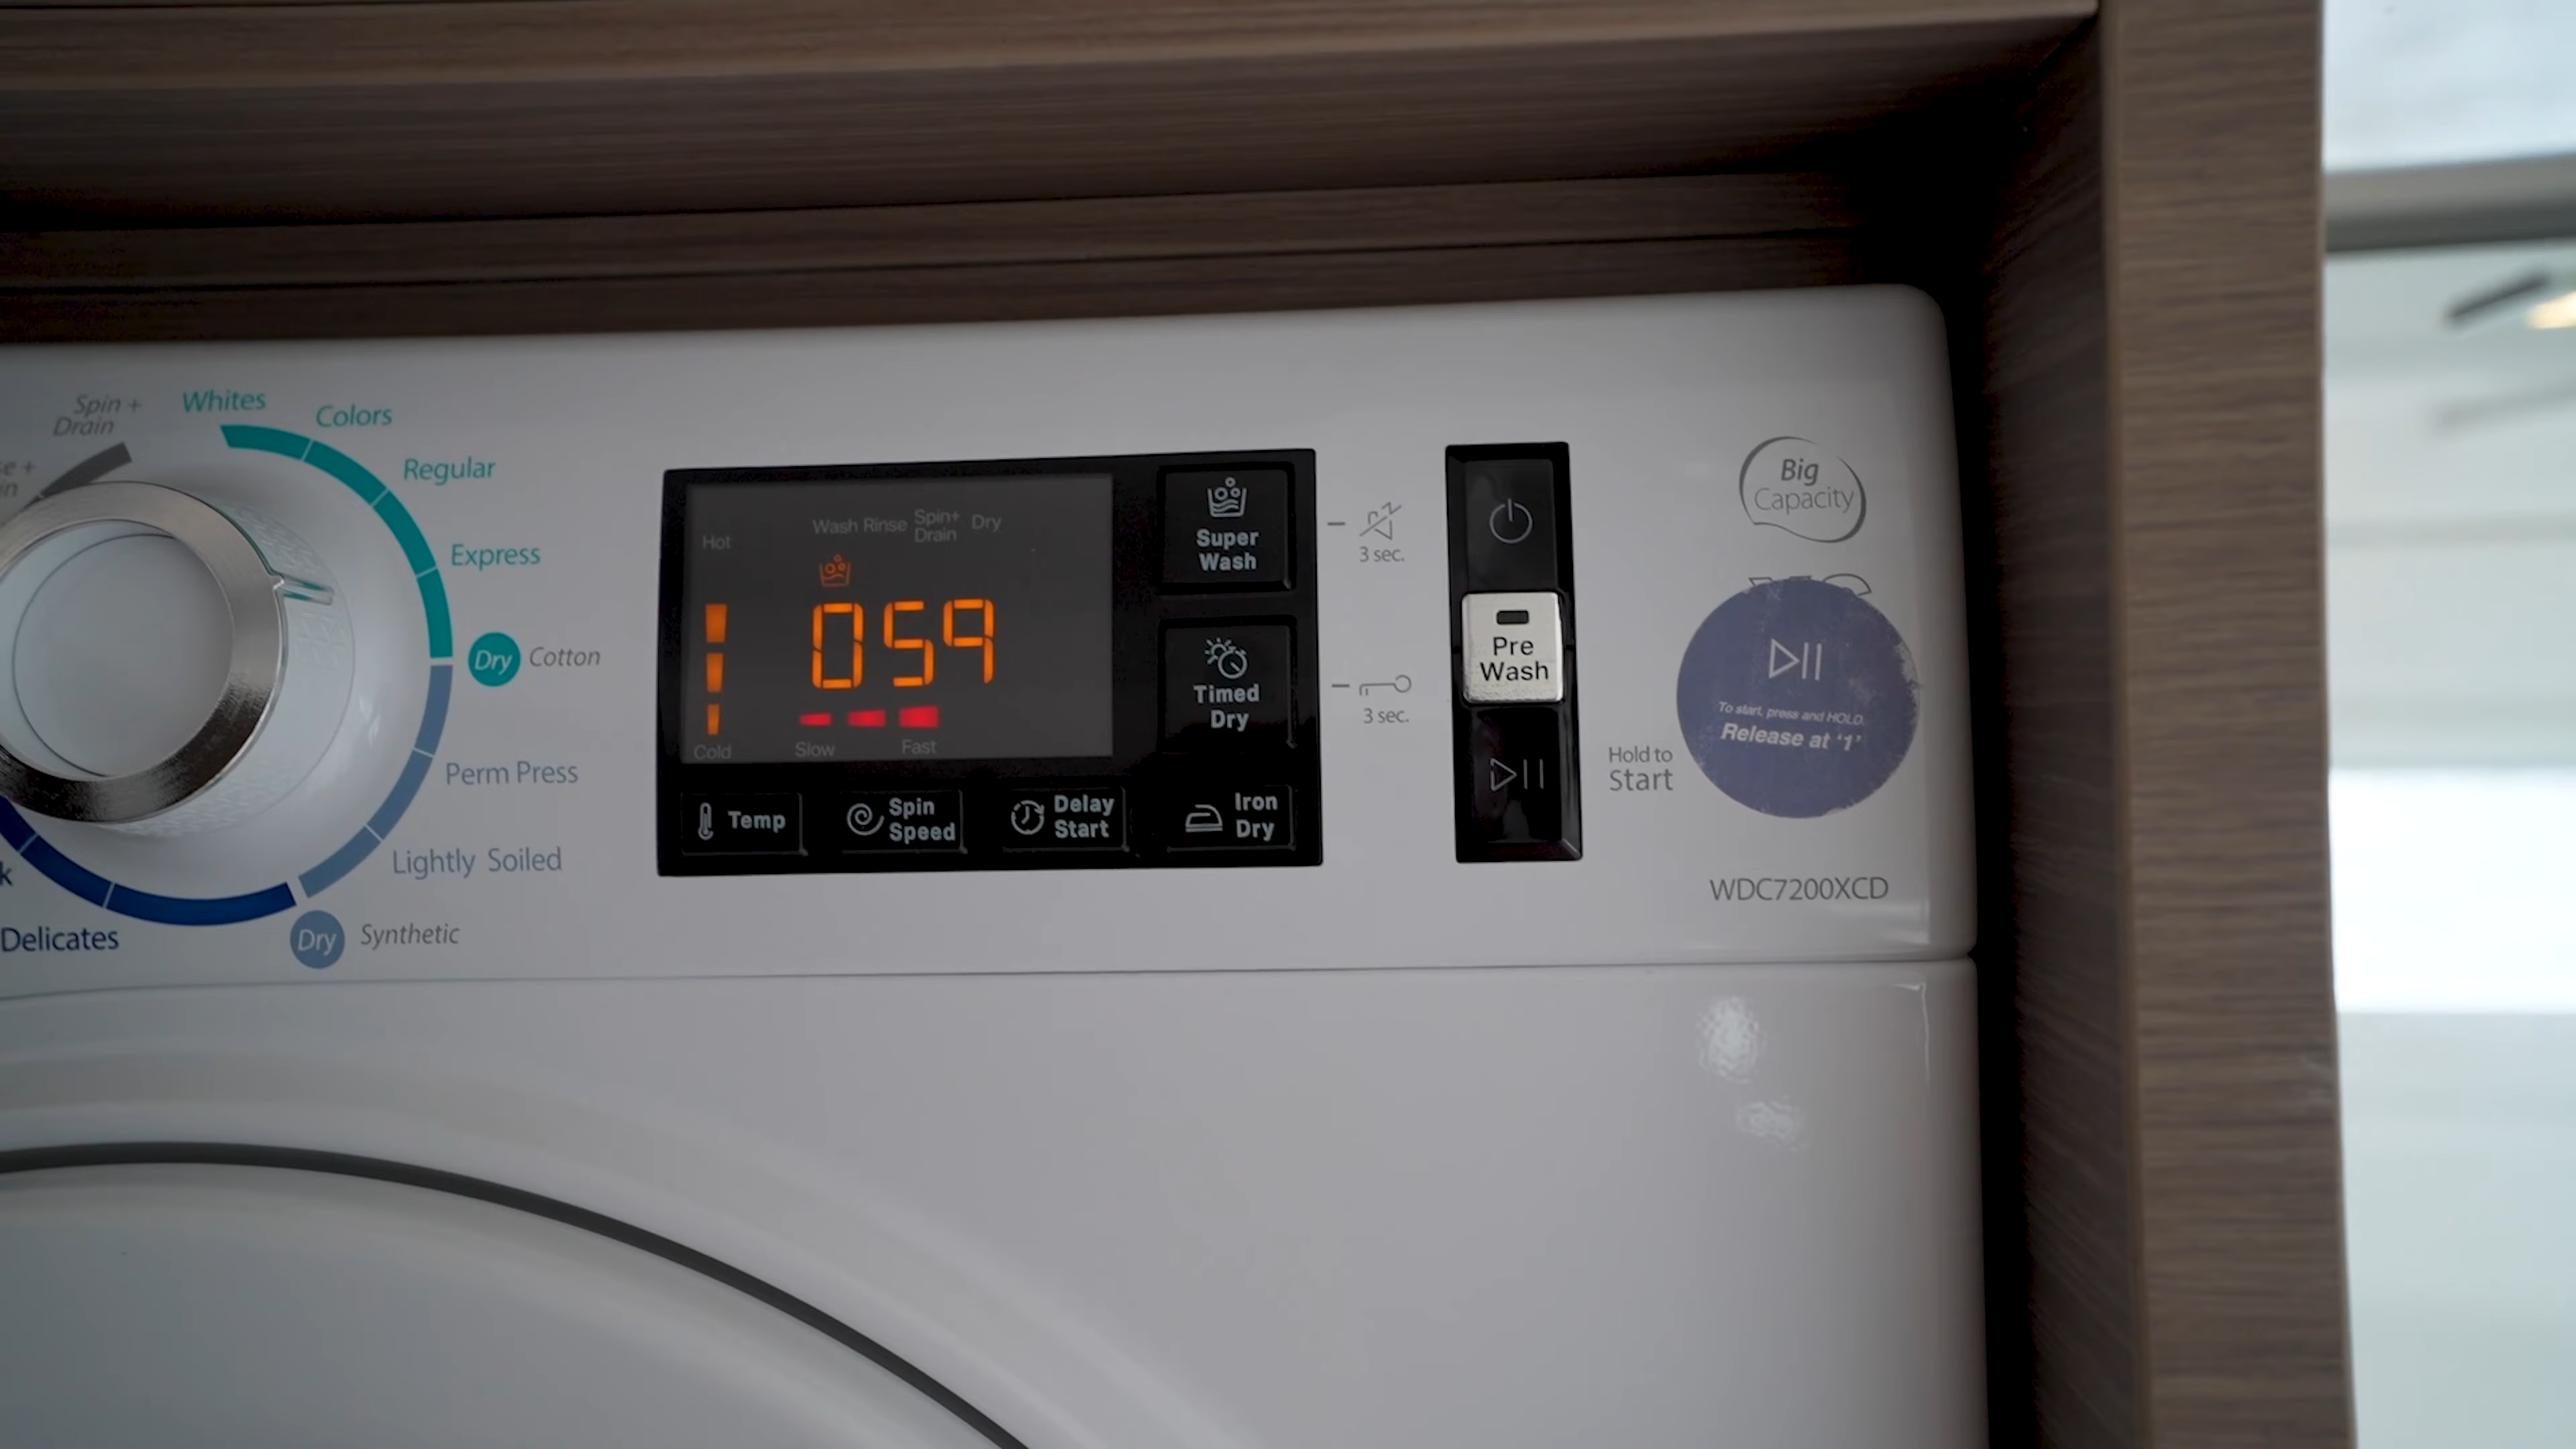 Spin +
Drain
Whites
Colors
Regular
Express
Dry Cotton
Perm Press
Lightly Soiled
Dry Synthetic
Delicates
Hot
Wash Rinse Spin+
Drain Dry
059
Cold
Slow
Fast
Super
Wash
Timed
Dry
Temp
Spin
Speed
Delay
Start
Iron
Dry
3 sec.
3 sec.
Pre
Wash
Hold to
Start
Big
Capacity
To start, press and HOLD.
Release at ‘1’
WDC7200XCD